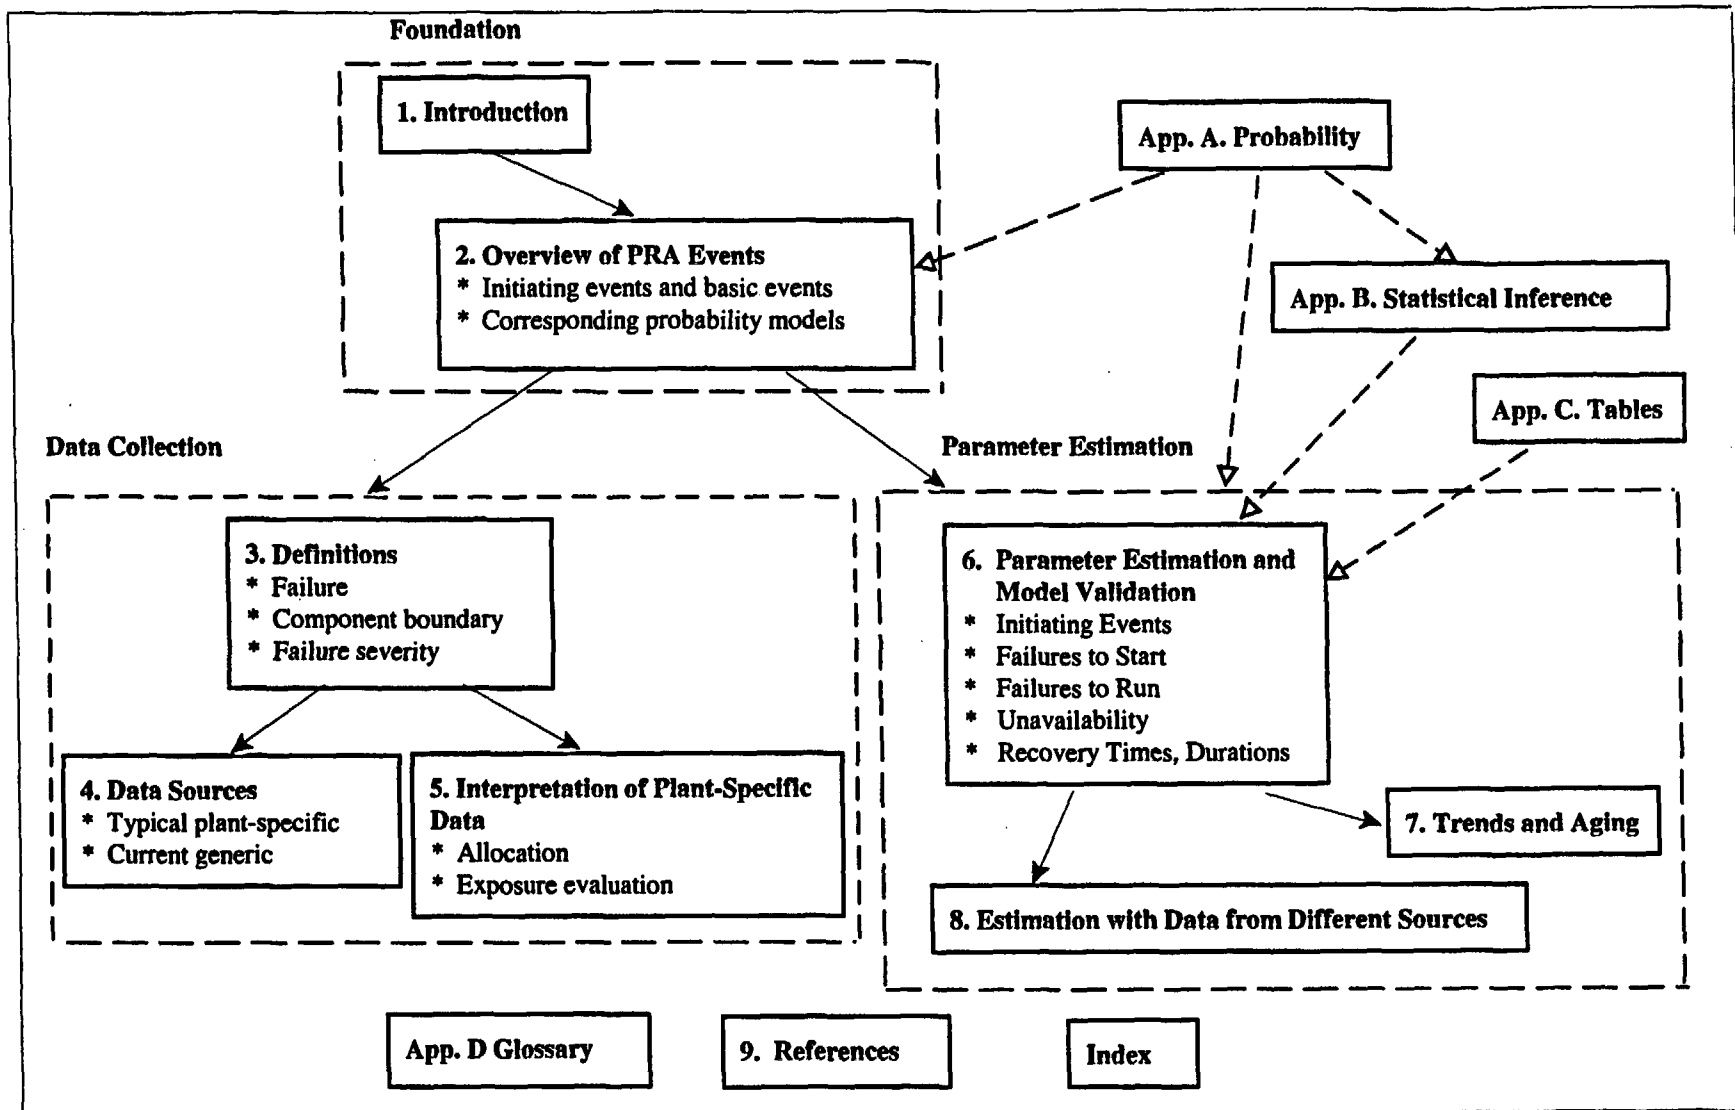 Foundation
1. Introduction
App. A. Probability
2. Overview of PRA Events
* Initiating events and basic events
* Corresponding probability models
App. B. Statistical Inference
App. C. Tables
Data Collection
Parameter Estimation
3. Definitions
* Failure
* Component boundary
* Failure severity
6. Parameter Estimation and
Model Validation
* Initiating Events
* Failures to Start
* Failures to Run
* Unavailability
* Recovery Times, Durations
4. Data Sources
* Typical plant-specific
* Current generic
5. Interpretation of Plant-Specific
Data
* Allocation
* Exposure evaluation
7. Trends and Aging
8. Estimation with Data from Different Sources
App. D Glossary
9. References
Index